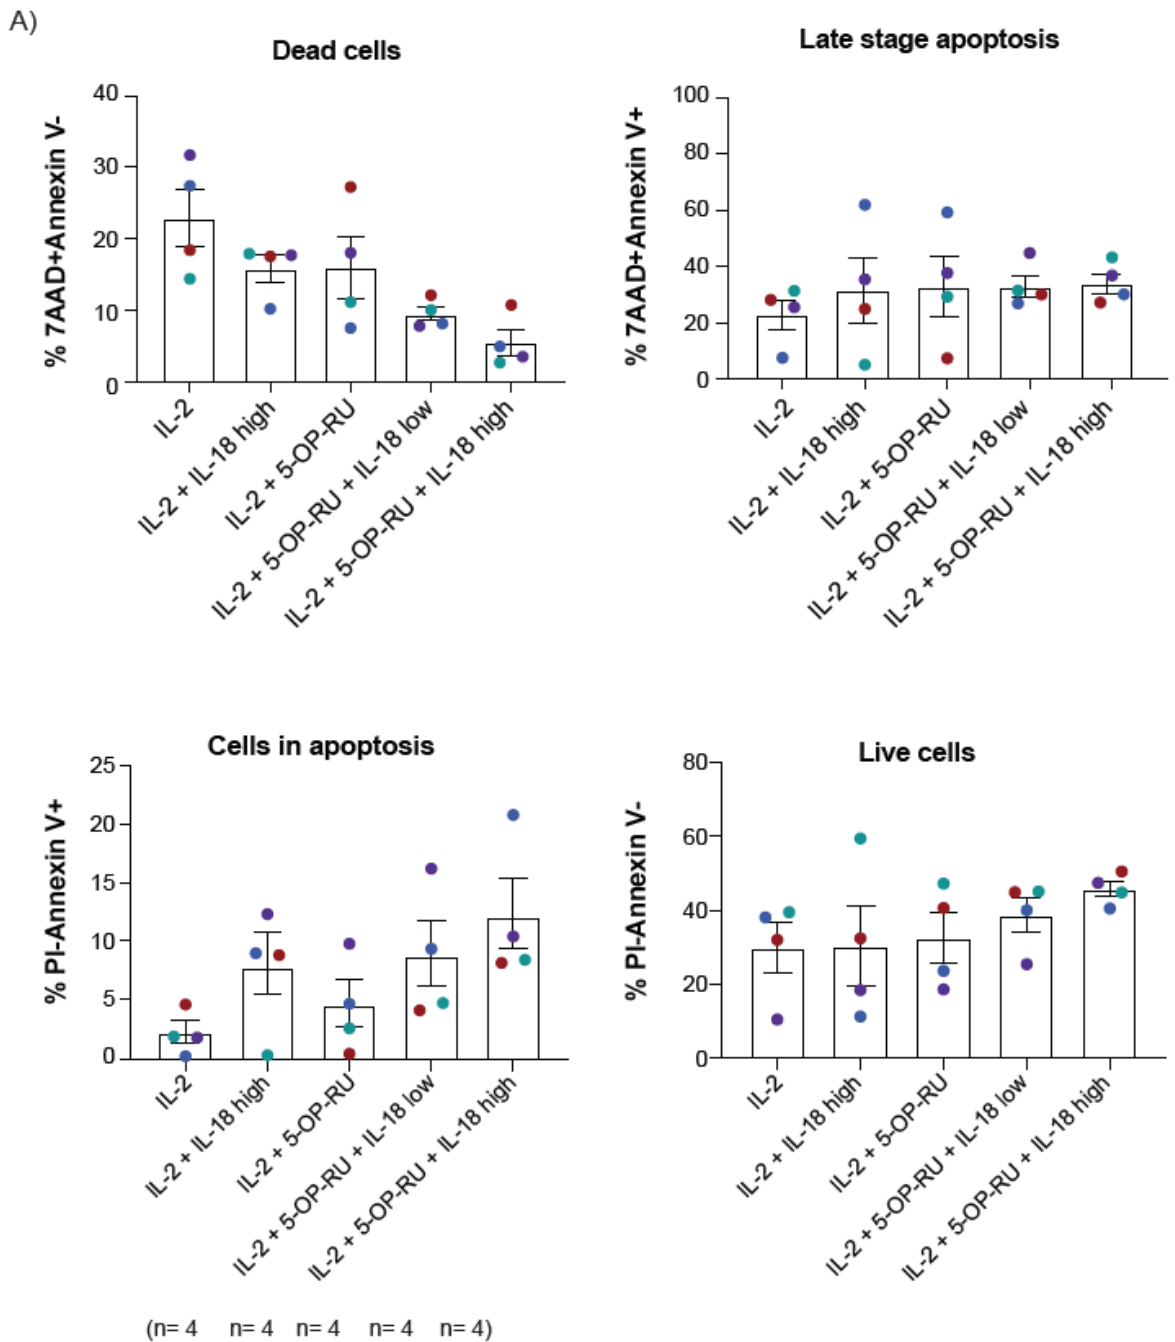 A)
Dead cells
% 7AAD+Annexin V-
40
30
20
10
0
IL-2
IL-2 + IL-18 high
IL-2 + 5-OP-RU
IL-2 + 5-OP-RU + IL-18 low
IL-2 + 5-OP-RU + IL-18 high
Late stage apoptosis
% 7AAD+Annexin V+
100
80
60
40
20
0
IL-2
IL-2 + IL-18 high
IL-2 + 5-OP-RU
IL-2 + 5-OP-RU + IL-18 low
IL-2 + 5-OP-RU + IL-18 high
Cells in apoptosis
% PI-Annexin V+
25
20
15
10
5
0
IL-2
IL-2 + IL-18 high
IL-2 + 5-OP-RU
IL-2 + 5-OP-RU + IL-18 low
IL-2 + 5-OP-RU + IL-18 high
Live cells
% PI-Annexin V-
80
60
40
20
0
IL-2
IL-2 + IL-18 high
IL-2 + 5-OP-RU
IL-2 + 5-OP-RU + IL-18 low
IL-2 + 5-OP-RU + IL-18 high
(n= 4 n= 4 n= 4 n= 4 n= 4)